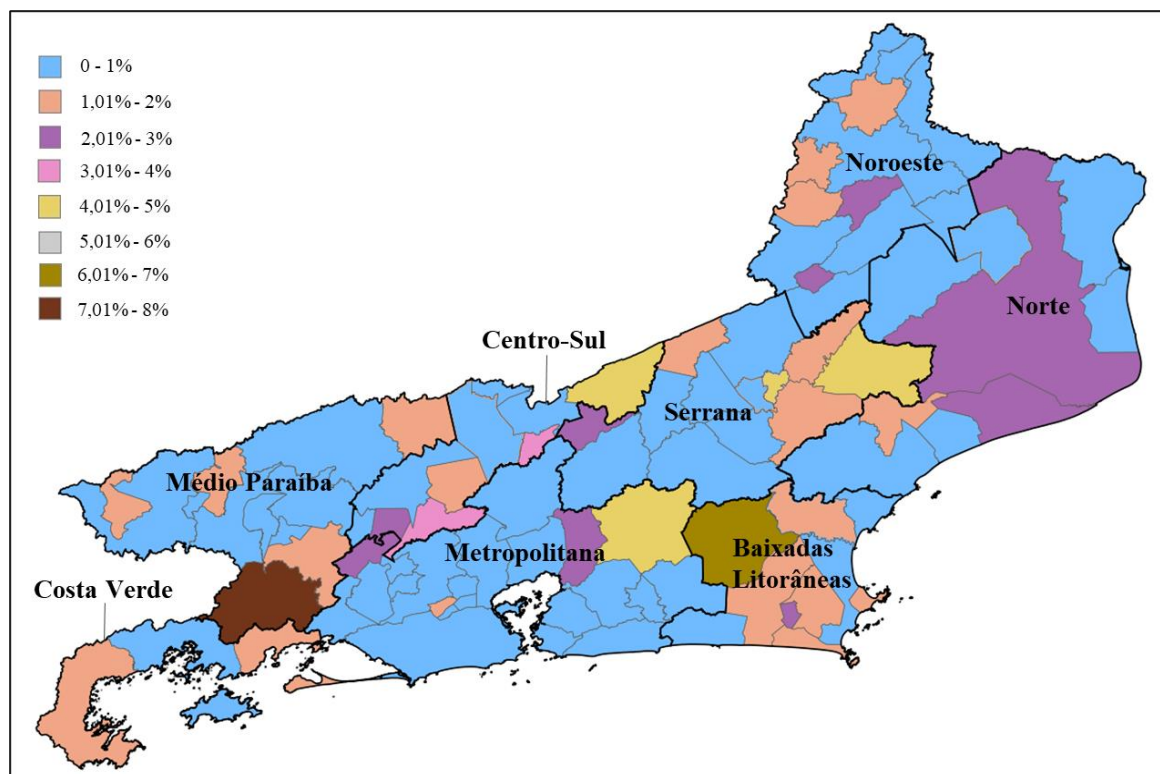 0 - 1%
1,01% - 2%
2,01% - 3%
3,01% - 4%
4,01% - 5%
5,01% - 6%
6,01% - 7%
7,01% - 8%
Noroeste
Norte
Centro-Sul
Serrana
Médio Paraíba
Metropolitana
Baixadas
Litorâneas
Costa Verde